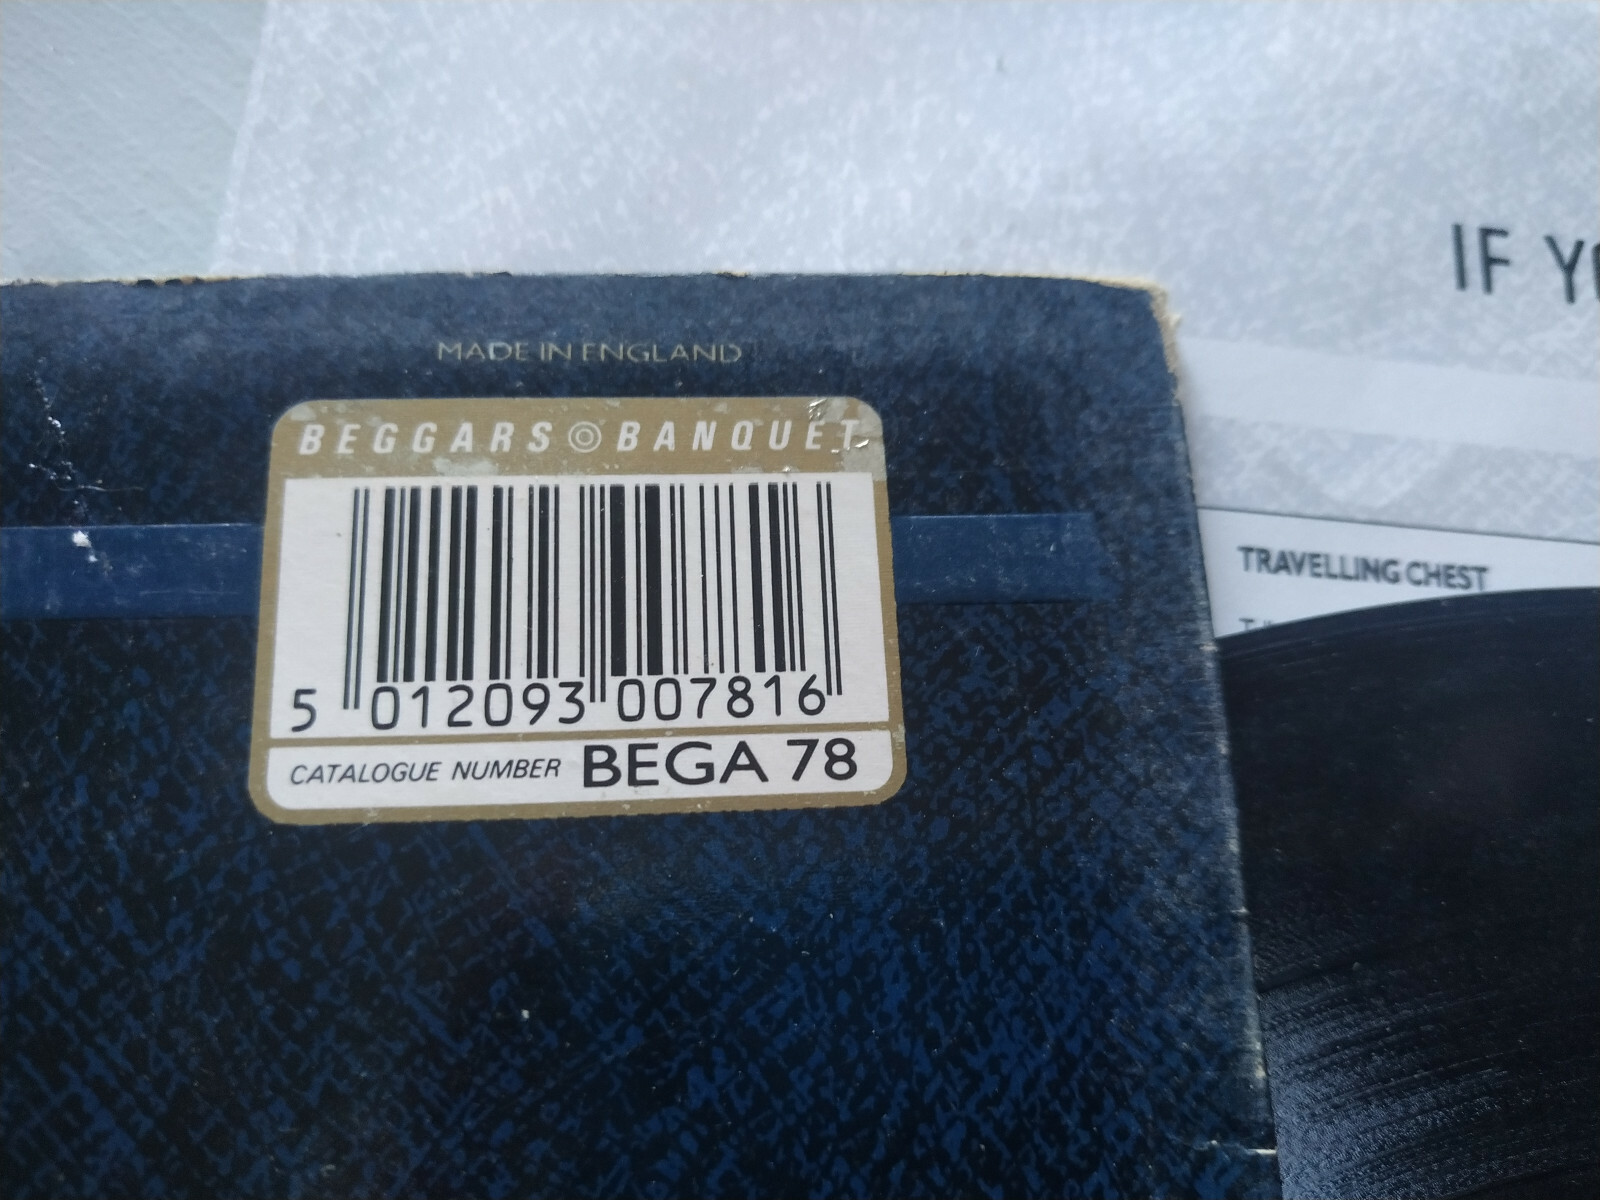 IF
MADE IN ENGLAND
BEGGARS BANQUET
5 012093 007816
CATALOGUE NUMBER BEGA 78
TRAVELLING CHEST